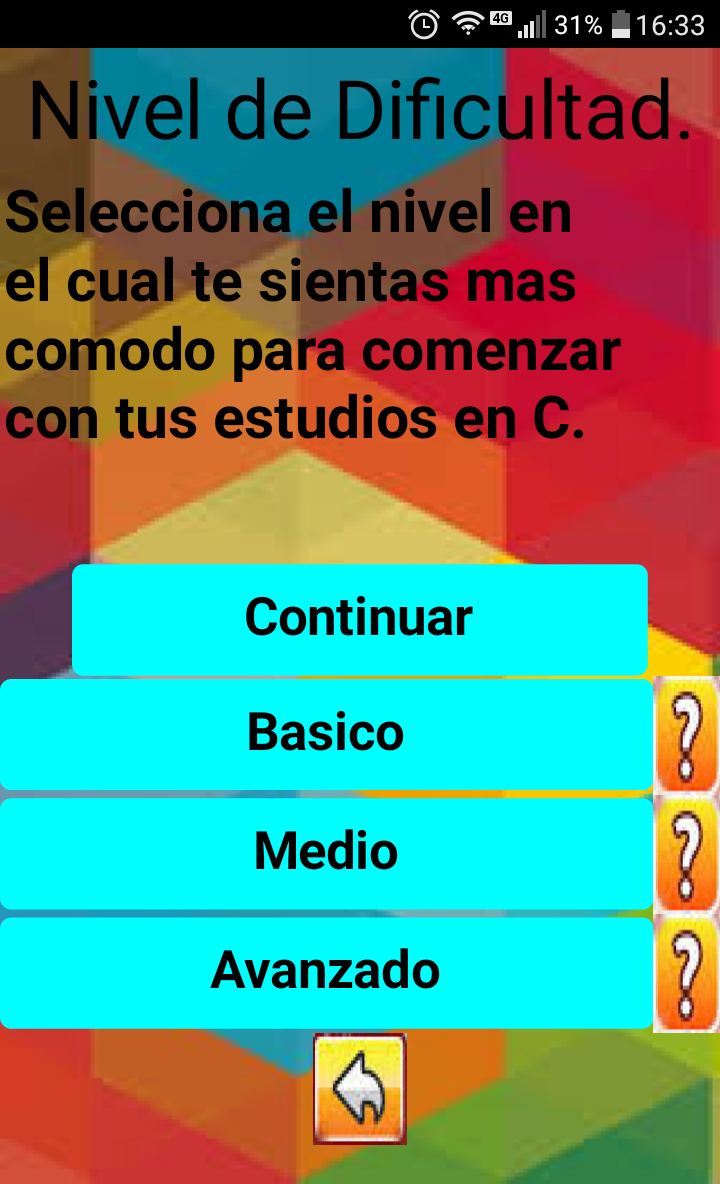 4G 31% 16:33
Nivel de Dificultad.
Selecciona el nivel en
el cual te sientas mas
comodo para comenzar
con tus estudios en C.
Continuar
Basico
?
Medio
?
Avanzado
?